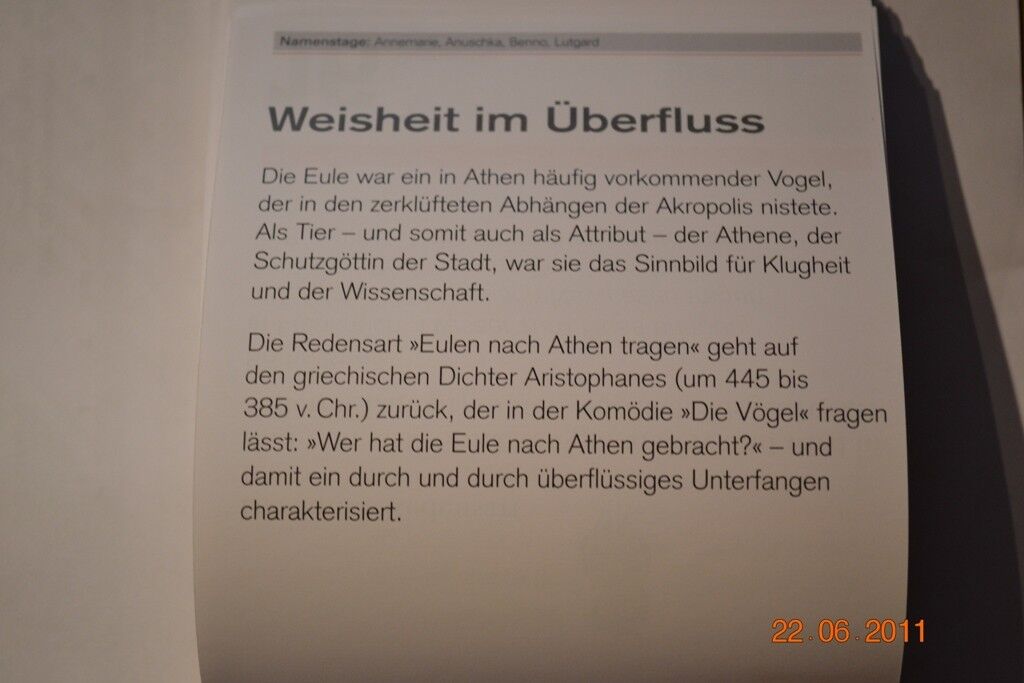 Namenstage: Annemarie, Anuschka, Benno, Lutgard
Weisheit im Überfluss
Die Eule war ein in Athen häufig vorkommender Vogel,
der in den zerklüfteten Abhängen der Akropolis nistete.
Als Tier – und somit auch als Attribut – der Athene, der
Schutzgöttin der Stadt, war sie das Sinnbild für Klugheit
und der Wissenschaft.
Die Redensart »Eulen nach Athen tragen« geht auf
den griechischen Dichter Aristophanes (um 445 bis
385 v. Chr.) zurück, der in der Komödie »Die Vögel« fragen
lässt: »Wer hat die Eule nach Athen gebracht?« – und
damit ein durch und durch überflüssiges Unterfangen
charakterisiert.
22.06.2011